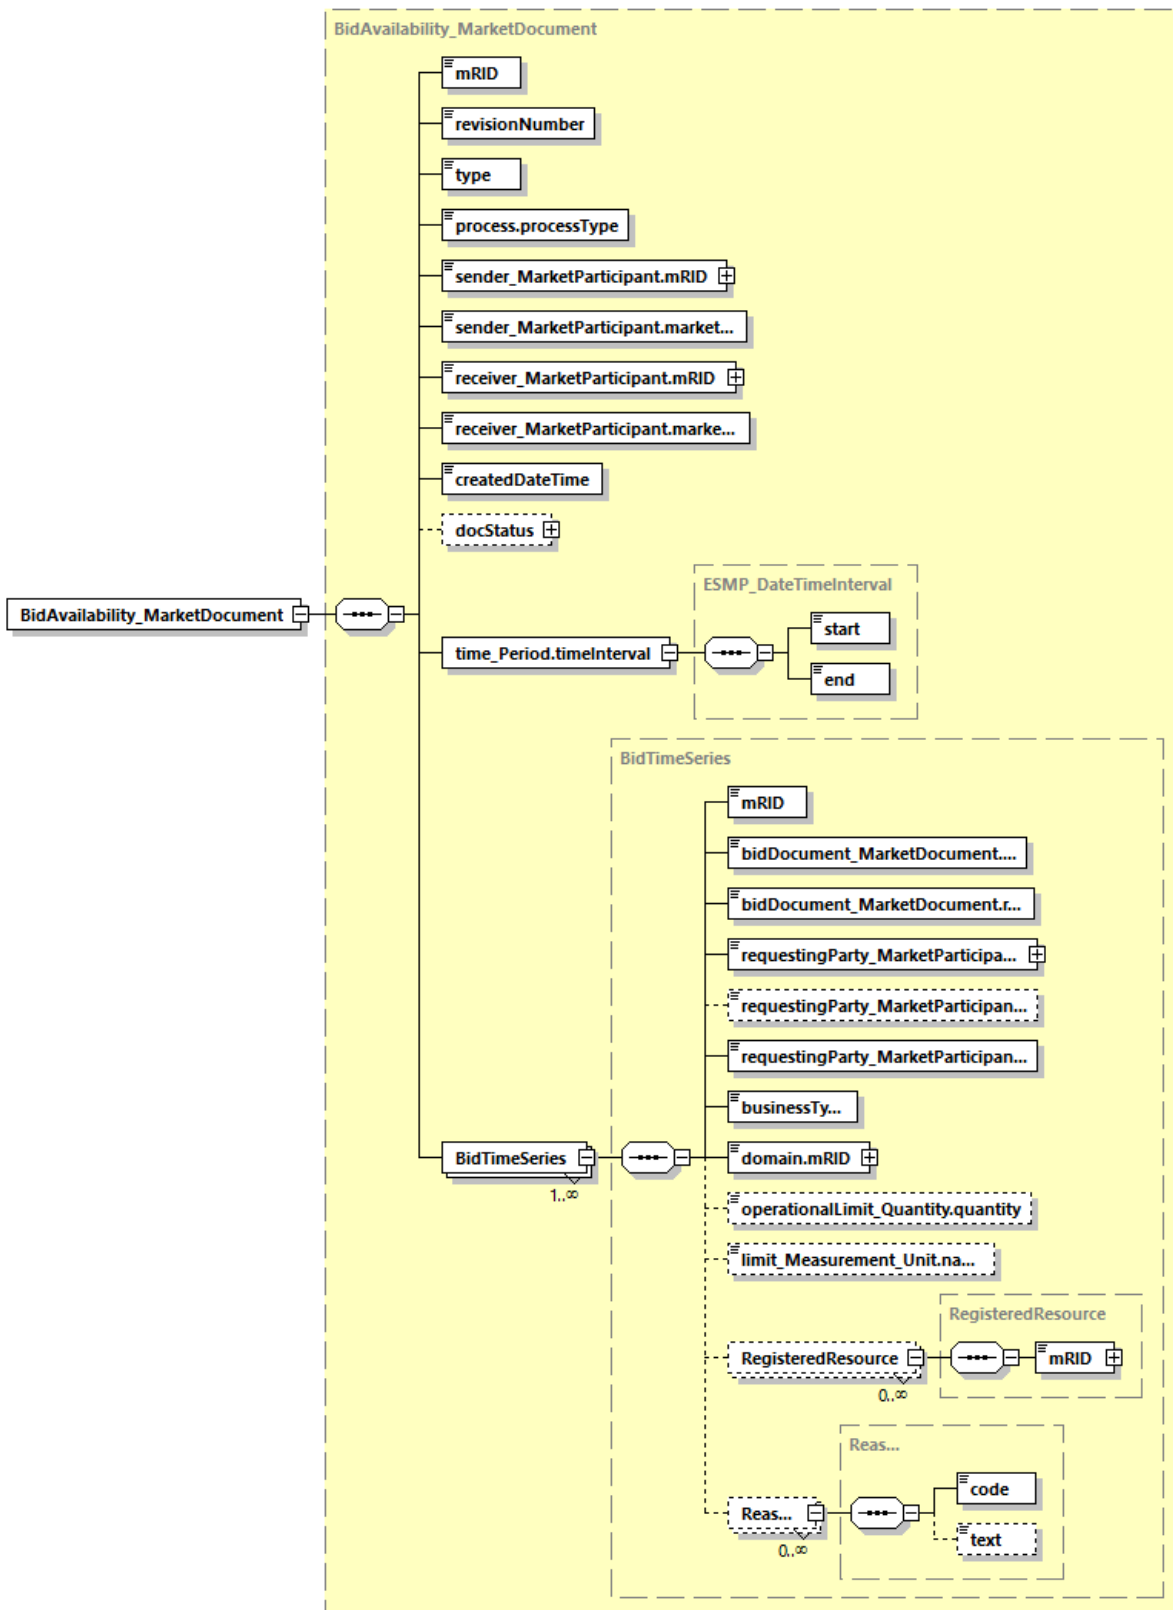 BidAvailability_MarketDocument
mRID
revisionNumber
type
process.processType
sender_MarketParticipant.mRID
sender_MarketParticipant.market...
receiver_MarketParticipant.mRID
receiver_MarketParticipant.marke...
createdDateTime
docStatus
BidAvailability_MarketDocument
ESMP_DateTimeInterval
time_Period.timeInterval
start
end
BidTimeSeries
mRID
bidDocument_MarketDocument....
bidDocument_MarketDocument.r...
requestingParty_MarketParticipa...
requestingParty_MarketParticipan...
requestingParty_MarketParticipan...
businessTy...
BidTimeSeries
1..∞
domain.mRID
operationalLimit_Quantity.quantity
limit_Measurement_Unit.na...
RegisteredResource
RegisteredResource
0..∞
mRID
Reas...
Reas...
0..∞
code
text